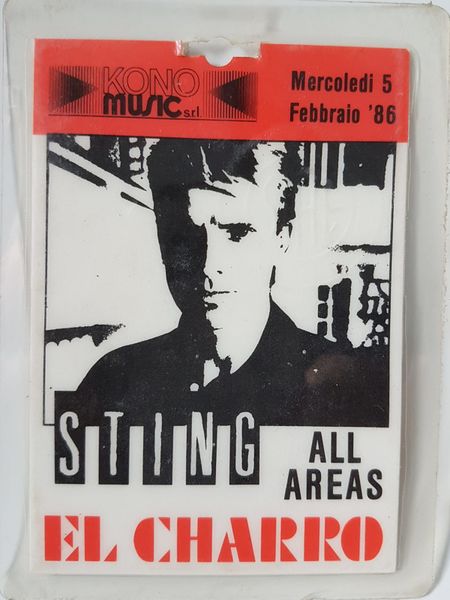 KONO
MUSIC srl
Mercoledi 5
Febbraio '86
STING
ALL
AREAS
EL CHARRO